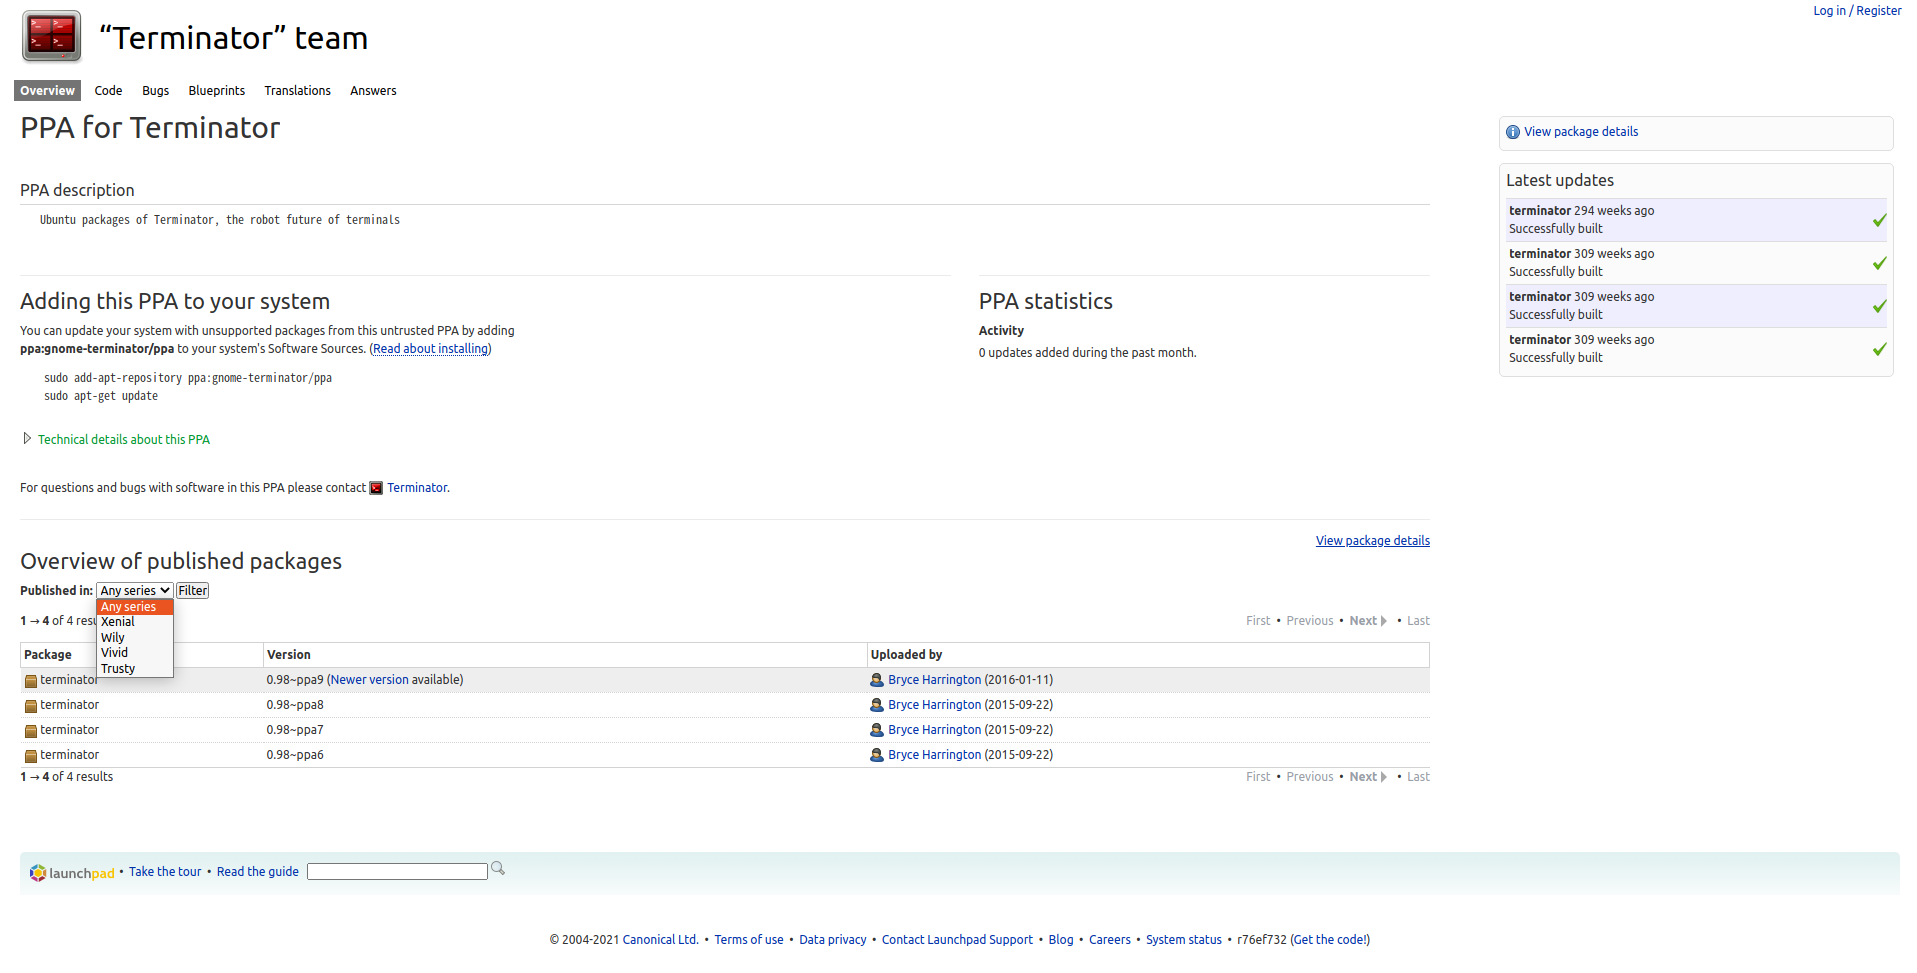 Log in / Register
“Terminator” team
Overview Code Bugs Blueprints Translations Answers
PPA for Terminator
View package details
PPA description
Ubuntu packages of Terminator, the robot future of terminals
Latest updates
terminator 294 weeks ago
Successfully built
terminator 309 weeks ago
Successfully built
terminator 309 weeks ago
Successfully built
terminator 309 weeks ago
Successfully built
Adding this PPA to your system
You can update your system with unsupported packages from this untrusted PPA by adding
ppa:gnome-terminator/ppa to your system's Software Sources. (Read about installing)
sudo add-apt-repository ppa:gnome-terminator/ppa
sudo apt-get update
Technical details about this PPA
For questions and bugs with software in this PPA please contact Terminator.
PPA statistics
Activity
0 updates added during the past month.
View package details
Overview of published packages
Published in: Any series Filter
Any series
Xenial
Wily
Vivid
Trusty
1 → 4 of 4 resu
First • Previous • Next • Last
Package Version Uploaded by
terminator 0.98~ppa9 (Newer version available) Bryce Harrington (2016-01-11)
terminator 0.98~ppa8 Bryce Harrington (2015-09-22)
terminator 0.98~ppa7 Bryce Harrington (2015-09-22)
terminator 0.98~ppa6 Bryce Harrington (2015-09-22)
1 → 4 of 4 results
First • Previous • Next • Last
launchpad • Take the tour • Read the guide
© 2004-2021 Canonical Ltd. • Terms of use • Data privacy • Contact Launchpad Support • Blog • Careers • System status • r76ef732 (Get the code!)